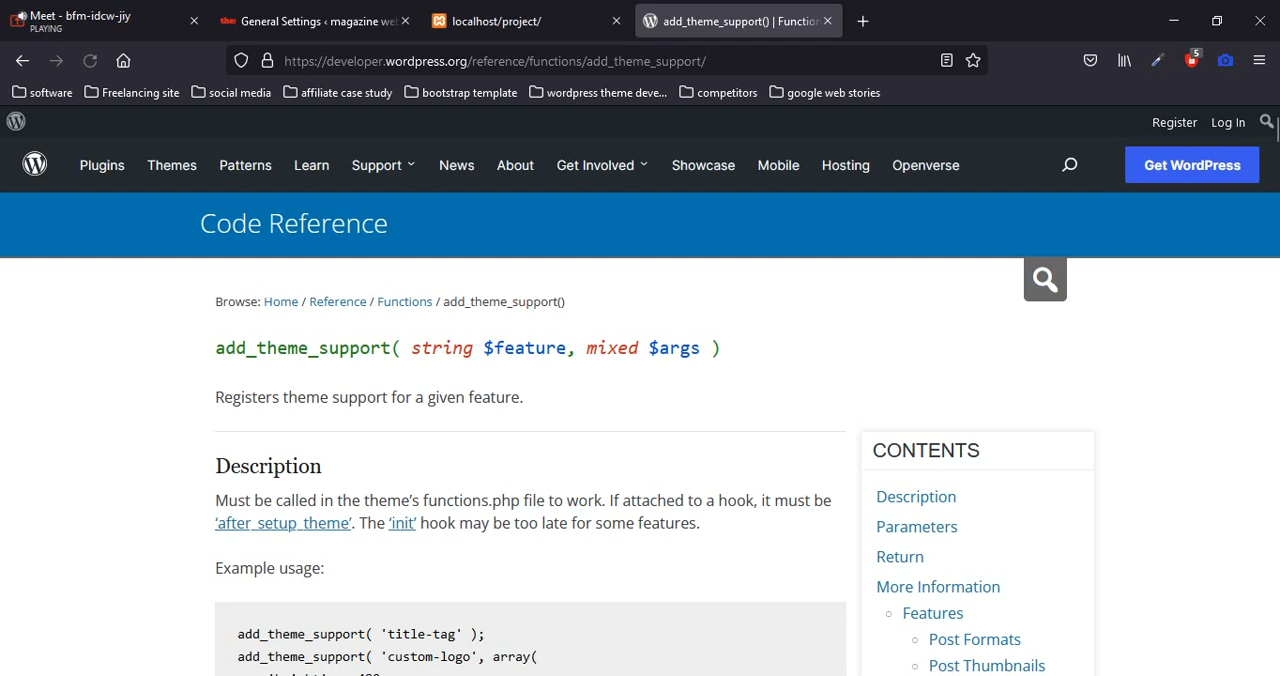 Meet - bfm-idcw-jiy
PLAYING
General Settings ‹ magazine we
localhost/project/
add_theme_support() | Function
https://developer.wordpress.org/reference/functions/add_theme_support/
5
software
Freelancing site
social media
affiliate case study
bootstrap template
wordpress theme deve...
competitors
google web stories
Register
Log In
Plugins
Themes
Patterns
Learn
Support
News
About
Get Involved
Showcase
Mobile
Hosting
Openverse
Get WordPress
Code Reference
Browse: Home / Reference / Functions / add_theme_support()
add_theme_support( string $feature, mixed $args )
Registers theme support for a given feature.
Description
Must be called in the theme’s functions.php file to work. If attached to a hook, it must be
‘after_setup_theme’. The ‘init’ hook may be too late for some features.
Example usage:
add_theme_support( 'title-tag' );
add_theme_support( 'custom-logo', array(
CONTENTS
Description
Parameters
Return
More Information
Features
Post Formats
Post Thumbnails